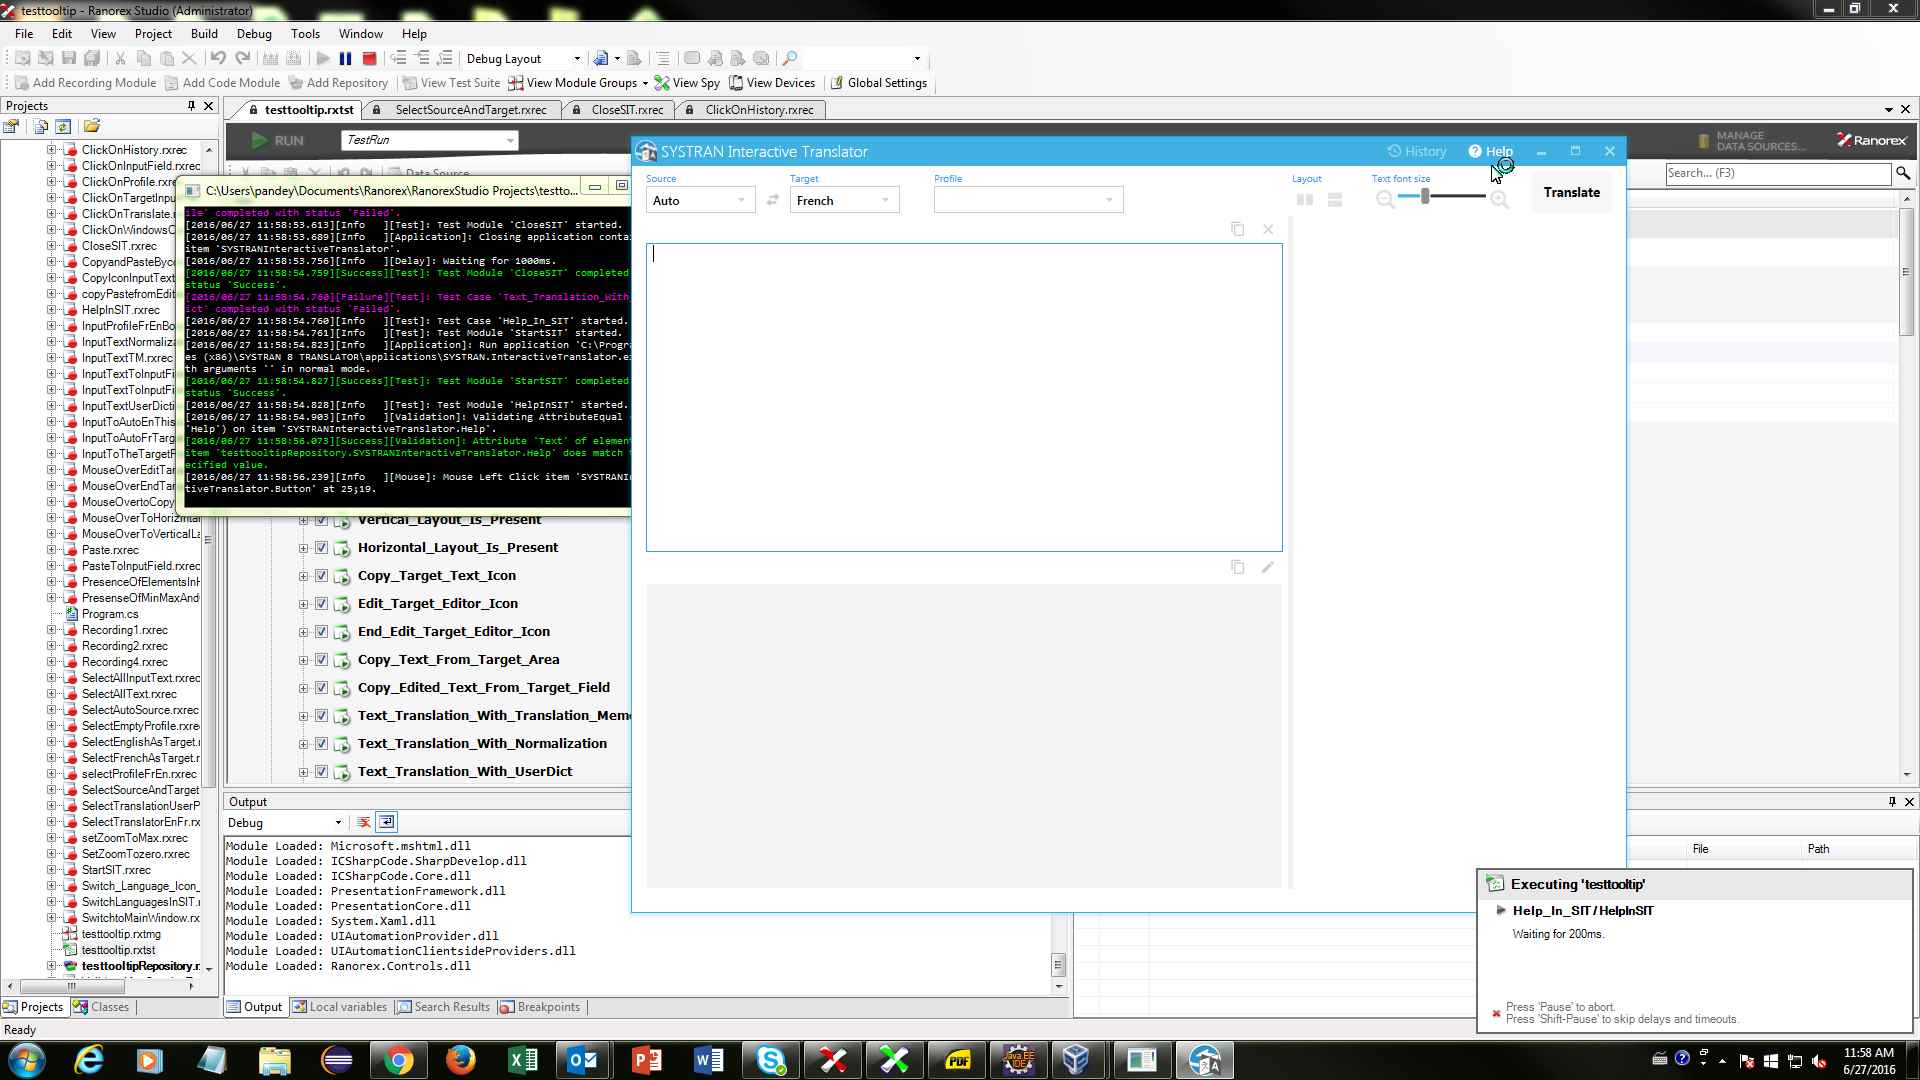 testtooltip - Ranorex Studio (Administrator)
File Edit View Project Build Debug Tools Window Help
Debug Layout
Add Recording Module Add Code Module Add Repository View Test Suite View Module Groups View Spy View Devices Global Settings
Projects
testtooltip.rxtst SelectSourceAndTarget.rxrec CloseSIT.rxrec ClickOnHistory.rxrec
RUN TestRun MANAGE DATA SOURCES... Ranorex
Data Source
Search... (F3)
ClickOnHistory.rxrec
ClickOnInputField.rxrec
ClickOnProfile.rxrec
ClickOnTargetInpu
ClickOnTranslate.r
ClickOnWindowsC
CloseSIT.rxrec
CopyandPasteByco
CopyIconInputText
copyPastefromEdit
HelpInSIT.rxrec
InputProfileFrEnBo
InputTextNormaliza
InputTextTM.rxrec
InputTextToInputFi
InputTextToInputFi
InputTextUserDicti
InputToAutoEnThis
InputToAutoFrTarg
InputToTheTargetF
MouseOverEditTar
MouseOverEndTar
MouseOvertoCopy
MouseOverToHorizinta
MouseOverToVerticalLa
Paste.rxrec
PasteToInputField.rxrec
PresenceOfElementsInH
PresenseOfMinMaxAnd
Program.cs
Recording1.rxrec
Recording2.rxrec
Recording4.rxrec
SelectAllInputText.rxrec
SelectAllText.rxrec
SelectAutoSource.rxrec
SelectEmptyProfile.rxrec
SelectEnglishAsTarget.r
SelectFrenchAsTarget.r
selectProfileFrEn.rxrec
SelectSourceAndTarget
SelectTranslationUserP
SelectTranslatorEnFr.rx
setZoomToMax.rxrec
SetZoomTozero.rxrec
StartSIT.rxrec
Switch_Language_Icon_
SwitchLanguagesInSIT.r
SwitchtoMainWindow.rx
testtooltip.rxtmg
testtooltip.rxtst
testtooltipRepository.r
Projects Classes
C:\Users\pandey\Documents\Ranorex\RanorexStudio Projects\testto...
ile' completed with status 'Failed'.
[2016/06/27 11:58:53.613][Info ][Test]: Test Module 'CloseSIT' started.
[2016/06/27 11:58:53.689][Info ][Application]: Closing application contai
item 'SYSTRANInteractiveTranslator'.
[2016/06/27 11:58:53.756][Info ][Delay]: Waiting for 1000ms.
[2016/06/27 11:58:54.759][Success][Test]: Test Module 'CloseSIT' completed
status 'Success'.
[2016/06/27 11:58:54.760][Failure][Test]: Test Case 'Text_Translation_With_
ict' completed with status 'Failed'.
[2016/06/27 11:58:54.760][Info ][Test]: Test Case 'Help_In_SIT' started.
[2016/06/27 11:58:54.761][Info ][Test]: Test Module 'StartSIT' started.
[2016/06/27 11:58:54.823][Info ][Application]: Run application 'C:\Progra
es (x86)\SYSTRAN 8 TRANSLATOR\applications\SYSTRAN.InteractiveTranslator.ex
th arguments '' in normal mode.
[2016/06/27 11:58:54.827][Success][Test]: Test Module 'StartSIT' completed
status 'Success'.
[2016/06/27 11:58:54.828][Info ][Test]: Test Module 'HelpInSIT' started.
[2016/06/27 11:58:54.903][Info ][Validation]: Validating AttributeEqual
'Help') on item 'SYSTRANInteractiveTranslator.Help'.
[2016/06/27 11:58:56.073][Success][Validation]: Attribute 'Text' of element
item 'testtooltipRepository.SYSTRANInteractiveTranslator.Help' does match t
ecified value.
[2016/06/27 11:58:56.239][Info ][Mouse]: Mouse Left Click item 'SYSTRANIn
tiveTranslator.Button' at 25;19.
Vertical_Layout_Is_Present
Horizontal_Layout_Is_Present
Copy_Target_Text_Icon
Edit_Target_Editor_Icon
End_Edit_Target_Editor_Icon
Copy_Text_From_Target_Area
Copy_Edited_Text_From_Target_Field
Text_Translation_With_Translation_Memo
Text_Translation_With_Normalization
Text_Translation_With_UserDict
SYSTRAN Interactive Translator History Help
Source Target Profile Layout Text font size
Auto French Translate
Output
Debug
Module Loaded: Microsoft.mshtml.dll
Module Loaded: ICSharpCode.SharpDevelop.dll
Module Loaded: ICSharpCode.Core.dll
Module Loaded: PresentationFramework.dll
Module Loaded: PresentationCore.dll
Module Loaded: System.Xaml.dll
Module Loaded: UIAutomationProvider.dll
Module Loaded: UIAutomationClientsideProviders.dll
Module Loaded: Ranorex.Controls.dll
Output Local variables Search Results Breakpoints
File Path
Executing 'testtooltip'
Help_In_SIT / HelpInSIT
Waiting for 200ms.
Press 'Pause' to abort.
Press 'Shift-Pause' to skip delays and timeouts.
Ready
PDF
Java EE
IDE
11:58 AM
6/27/2016